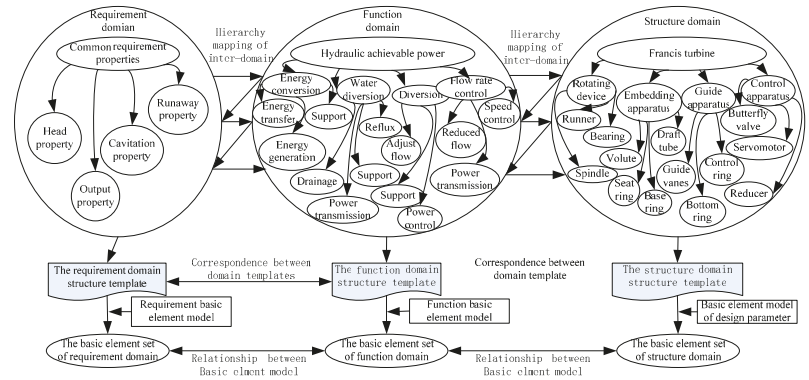 Requirement
domian
Common requirement
properties
Head
property
Output
property
Cavitation
property
Runaway
property
Hierarchy
mapping of
inter-domain
Function
domain
Hydraulic achievable power
Energy
conversion
Energy
transfer
Energy
generation
Support
Water
diversion
Reflux
Adjust
flow
Drainage
Support
Power
transmission
Diversion
Support
Power
control
Flow rate
control
Speed
control
Reduced
flow
Power
transmission
Hierarchy
mapping of
inter-domain
Structure domain
Francis turbine
Rotating
device
Runner
Bearing
Spindle
Embedding
apparatus
Volute
Draft
tube
Seat
ring
Base
ring
Guide
apparatus
Guide
vanes
Control
ring
Bottom
ring
Control
apparatus
Butterfly
valve
Servomotor
Reducer
The requirement domain
structure template
Correspondence between
domain templates
The function domain
structure template
Correspondence between
domain template
The structure domain
structure template
Requirement basic
element model
Function basic
element model
Basic element model
of design parameter
The basic element set
of requirement domain
Relationship between
Basic elment model
The basic element set
of function domain
Relationship between
Basic elment model
The basic element set
of structure domain